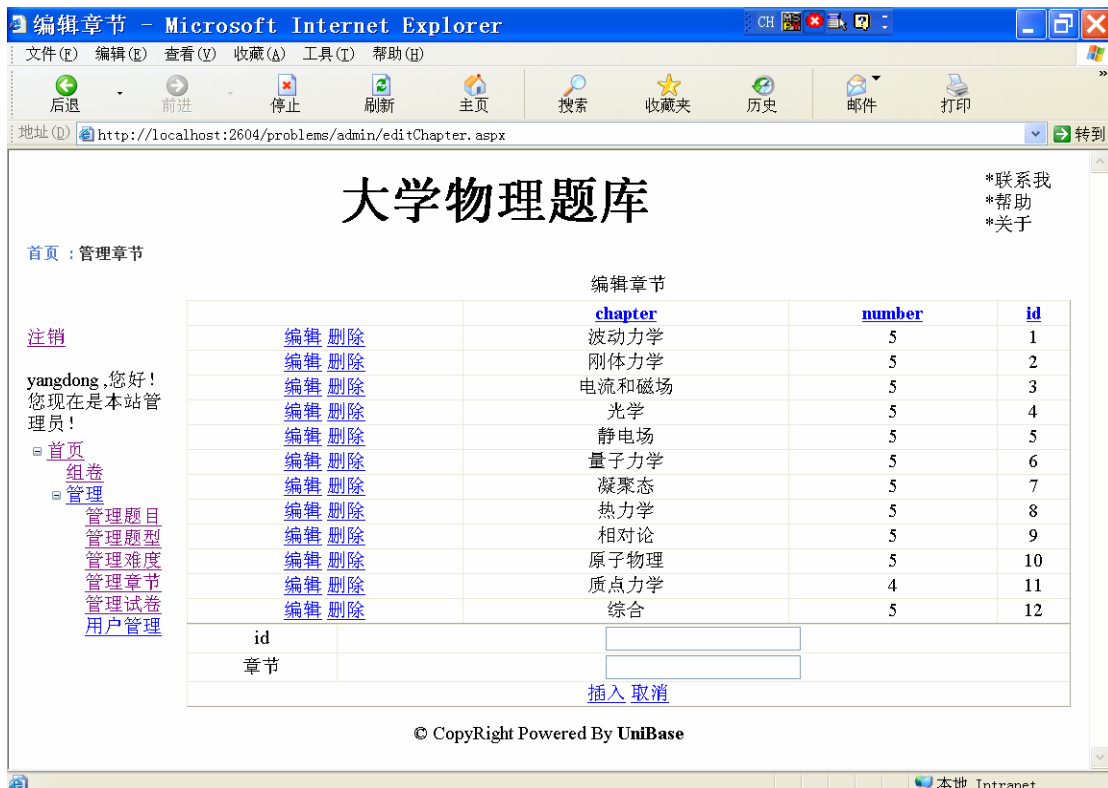 编辑章节 - Microsoft Internet Explorer
CH
文件(F) 编辑(E) 查看(V) 收藏(A) 工具(T) 帮助(H)
后退 前进 停止 刷新 主页 搜索 收藏夹 历史 邮件 打印
地址(D) http://localhost:2604/problems/admin/editChapter.aspx 转到
大学物理题库
*联系我
*帮助
*关于
首页 : 管理章节
注销
yangdong ,您好!
您现在是本站管
理员!
首页
组卷
管理
管理题目
管理题型
管理难度
管理章节
管理试卷
用户管理
编辑章节
chapter number id
编辑 删除 波动力学 5 1
编辑 删除 刚体力学 5 2
编辑 删除 电流和磁场 5 3
编辑 删除 光学 5 4
编辑 删除 静电场 5 5
编辑 删除 量子力学 5 6
编辑 删除 凝聚态 5 7
编辑 删除 热力学 5 8
编辑 删除 相对论 5 9
编辑 删除 原子物理 5 10
编辑 删除 质点力学 4 11
编辑 删除 综合 5 12
id
章节
插入 取消
© CopyRight Powered By UniBase
本地 Intranet